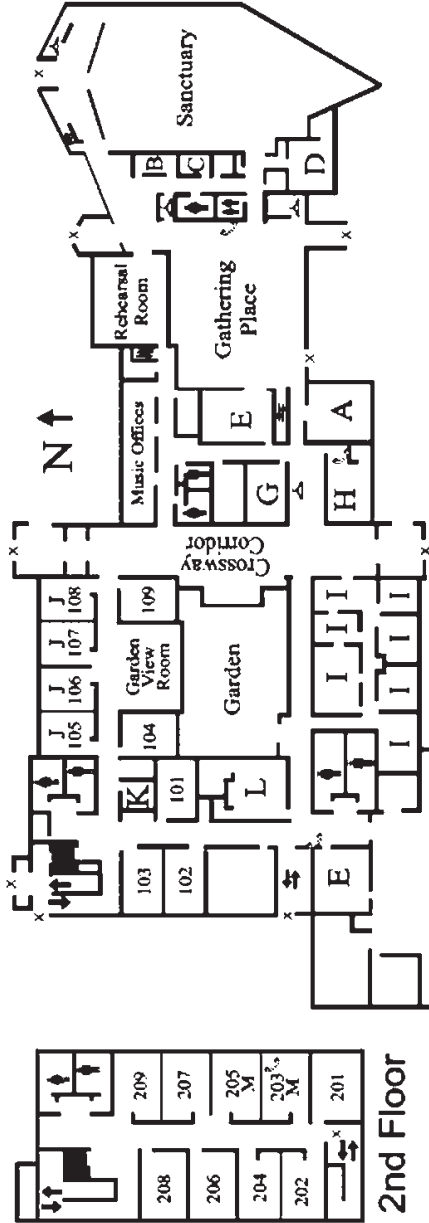 Sanctuary
B
C
D
x
x
x
Rehearsal
Room
Gathering
Place
x
N
Music Offices
E
A
G
H
Crossway
Corridor
x
x
J
108
J
107
J
106
J
105
109
Garden
View
Room
104
Garden
I
I
I
I
I
I
I
K
101
L
x
x
103
102
x
E
209
207
205
M
203
M
201
208
206
204
202
x
2nd Floor